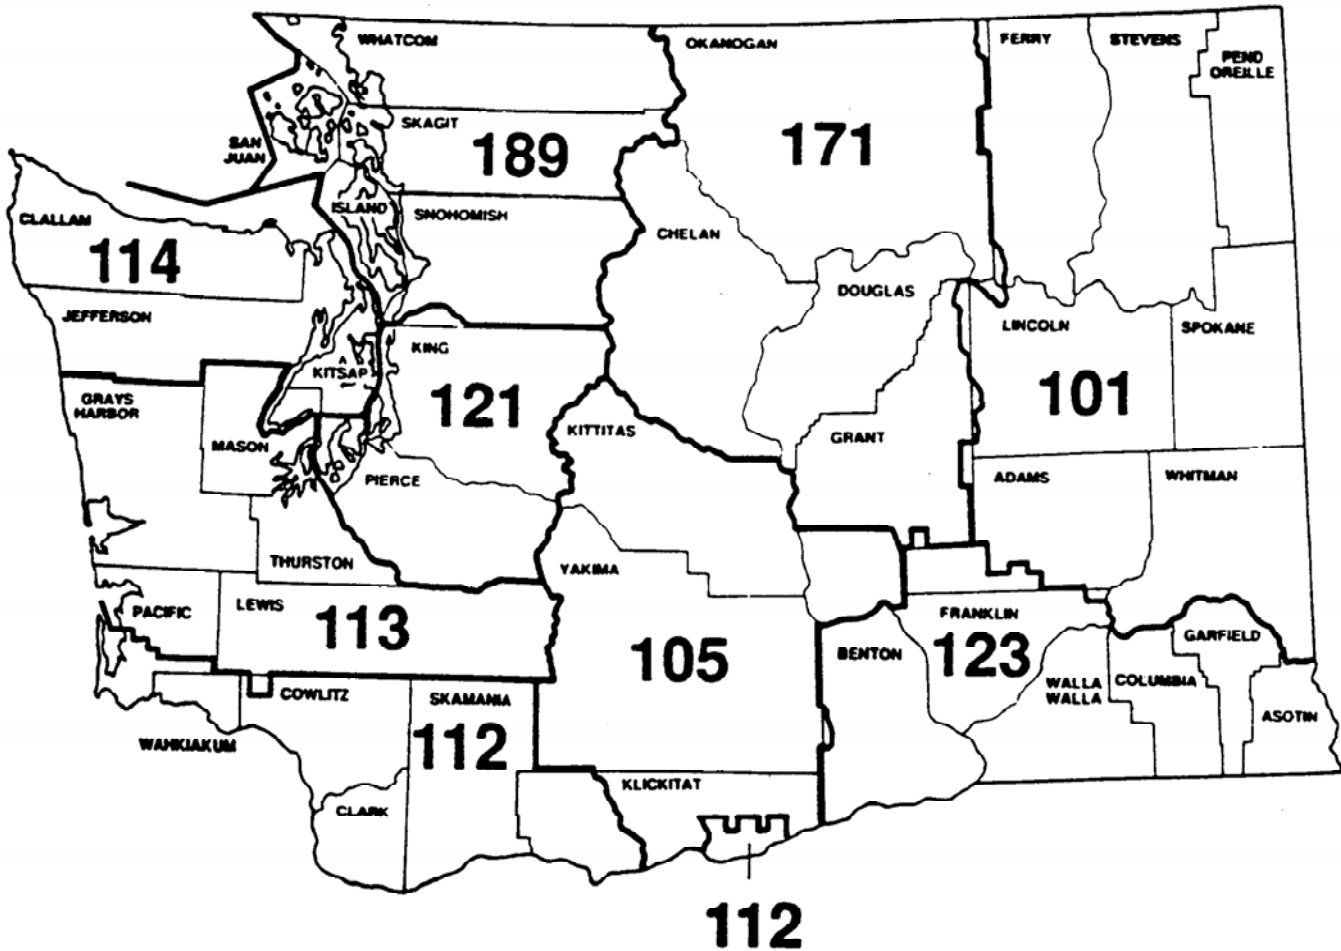 WHATCOM
OKANOGAN
FERRY
STEVENS
PEND
OREILLE
SAN
JUAN
SKAGIT
189
171
ISLAND
SNOHOMISH
CLALLAM
114
CHELAN
JEFFERSON
DOUGLAS
LINCOLN
SPOKANE
KING
KITSAP
121
101
GRAYS
HARBOR
MASON
KITTITAS
GRANT
PIERCE
ADAMS
WHITMAN
THURSTON
YAKIMA
PACIFIC
LEWIS
113
105
BENTON
FRANKLIN
123
GARFIELD
WALLA
WALLA
COLUMBIA
ASOTIN
COWLITZ
SKAMANIA
112
WAHKIAKUM
CLARK
KLICKITAT
112